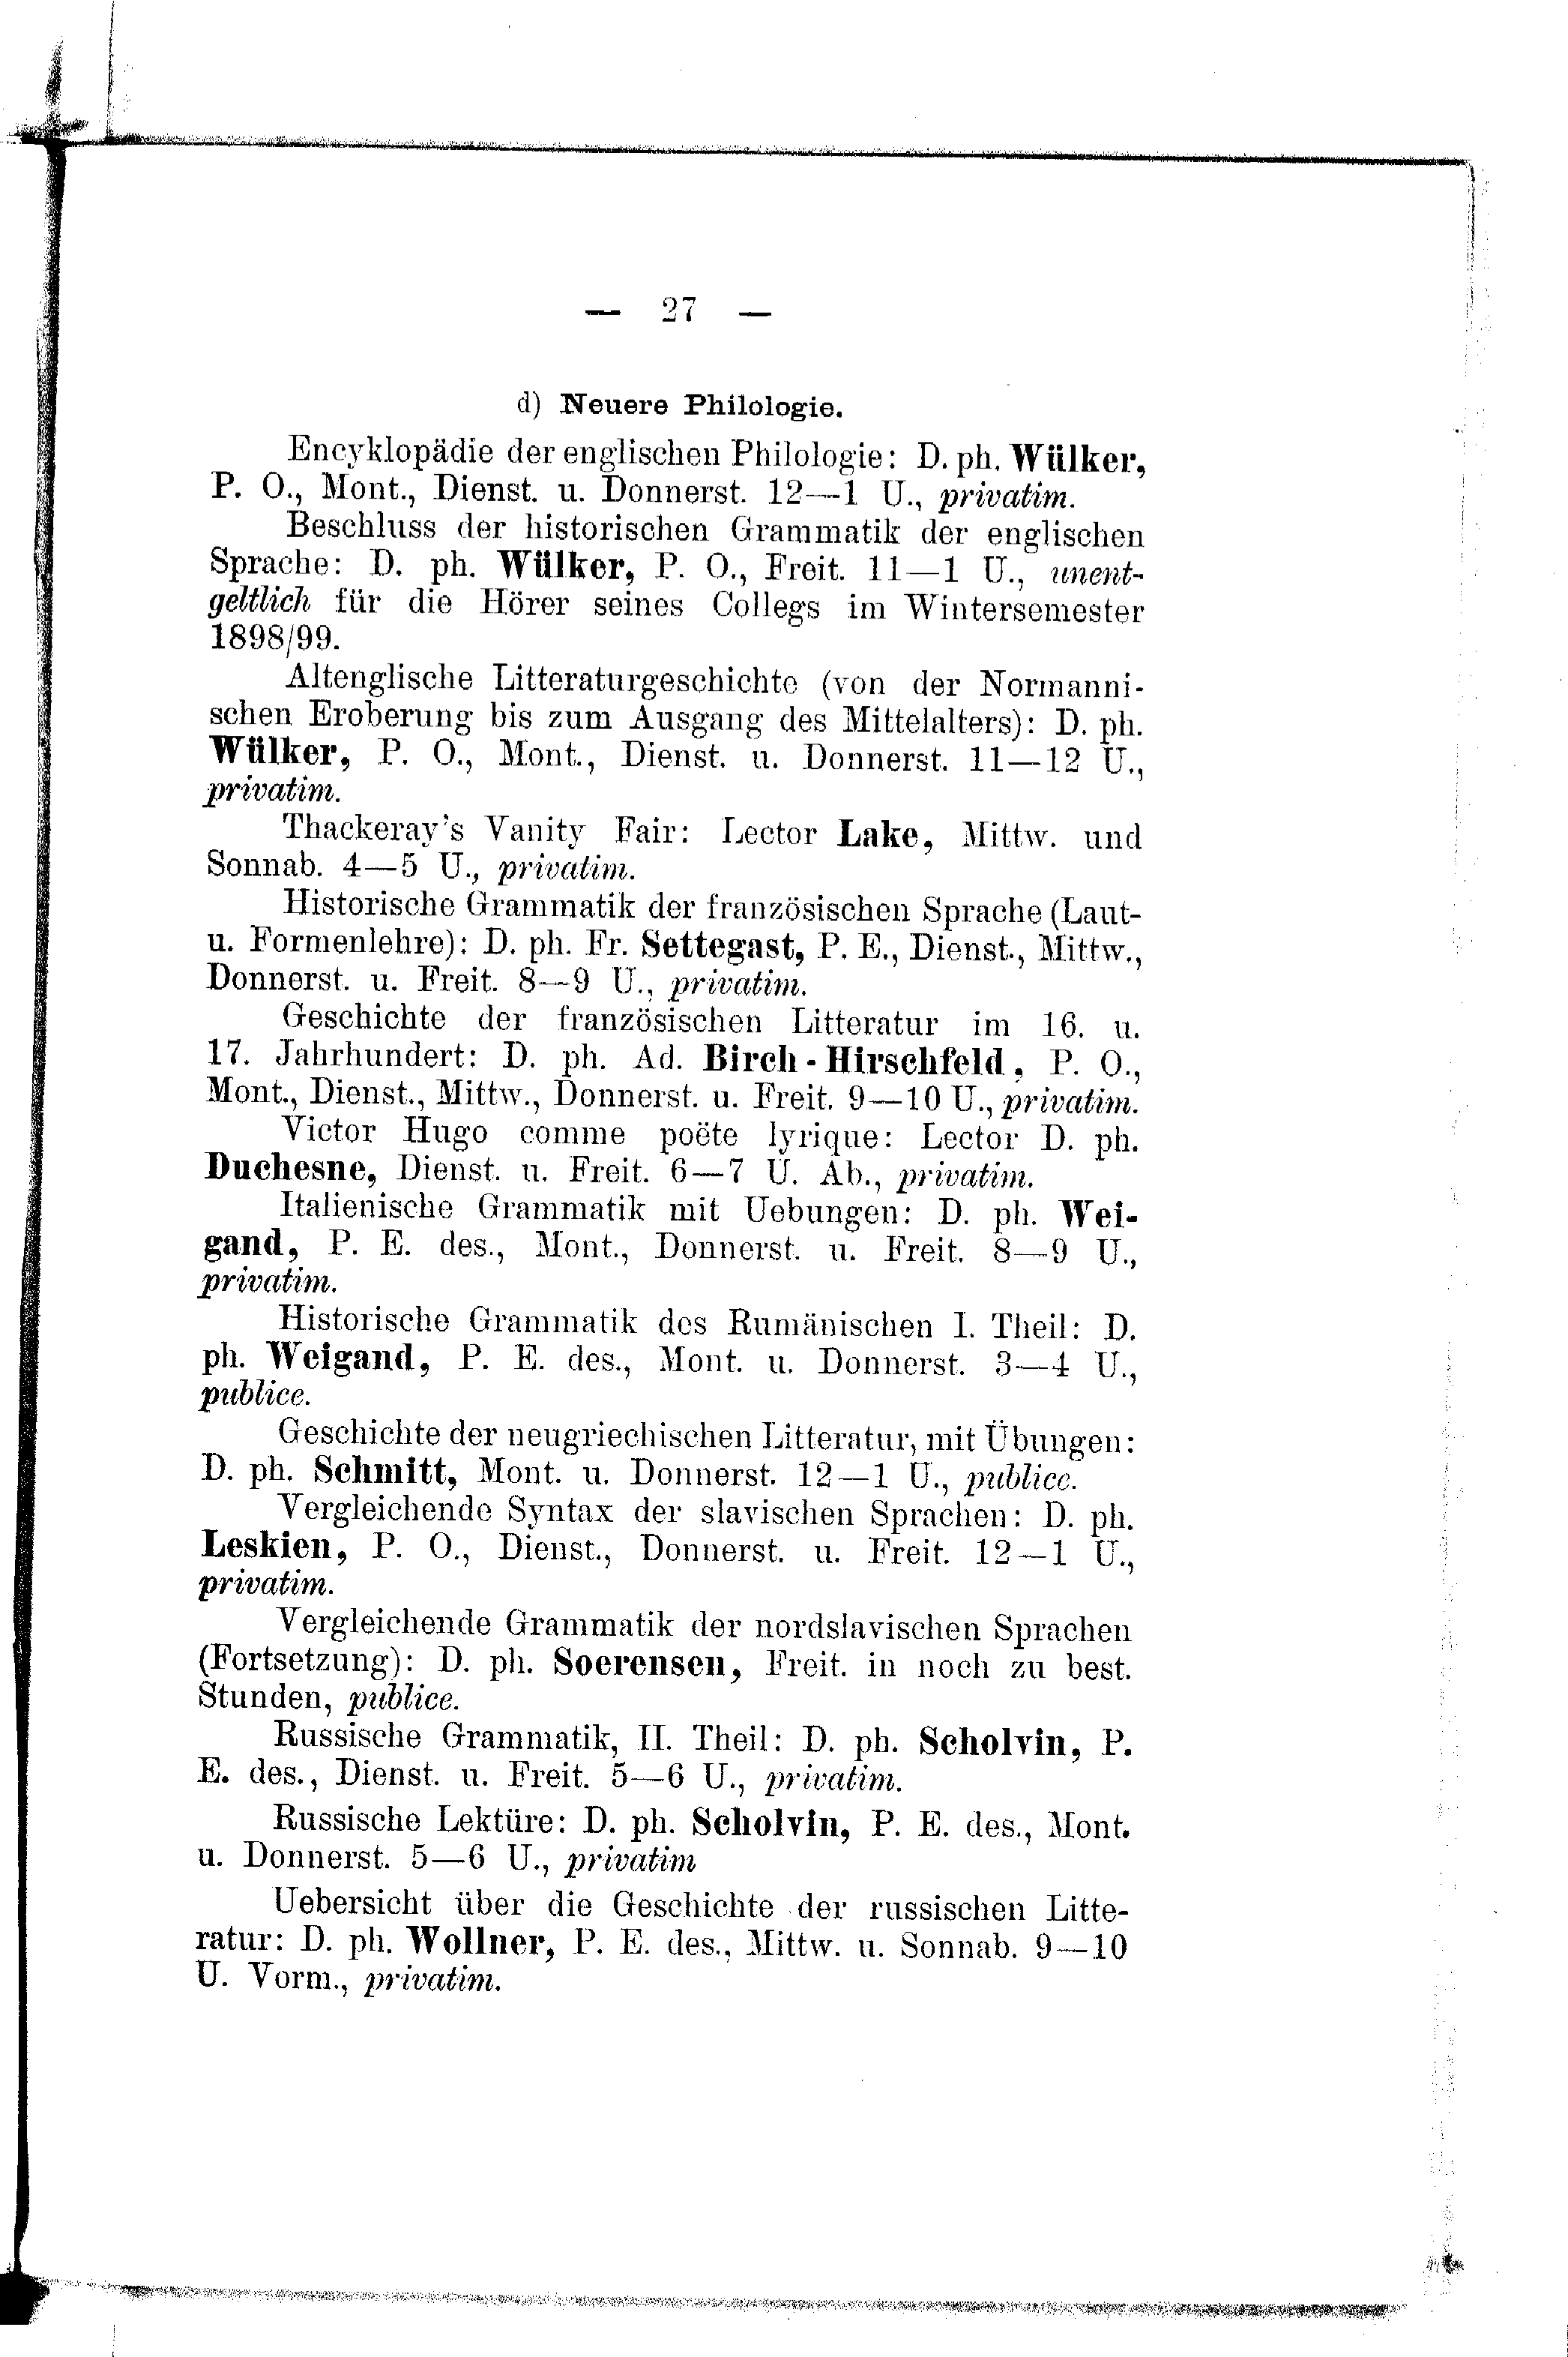 — 27 —
d) Neuere Philologie.
Encyklopädie der englischen Philologie: D. ph. Wülker,
P. O., Mont., Dienst. u. Donnerst. 12—1 U., privatim.
Beschluss der historischen Grammatik der englischen
Sprache: D. ph. Wülker, P. O., Freit. 11—1 U., unent-
geltlich für die Hörer seines Collegs im Wintersemester
1898/99.
Altenglische Litteraturgeschichte (von der Normanni-
schen Eroberung bis zum Ausgang des Mittelalters): D. ph.
Wülker, P. O., Mont., Dienst. u. Donnerst. 11—12 U.,
privatim.
Thackeray's Vanity Fair: Lector Lake, Mittw. und
Sonnab. 4—5 U., privatim.
Historische Grammatik der französischen Sprache (Laut-
u. Formenlehre): D. ph. Fr. Settegast, P. E., Dienst., Mittw.,
Donnerst. u. Freit. 8—9 U., privatim.
Geschichte der französischen Litteratur im 16. u.
17. Jahrhundert: D. ph. Ad. Birch-Hirschfeld, P. O.,
Mont., Dienst., Mittw., Donnerst. u. Freit. 9—10 U., privatim.
Victor Hugo comme poëte lyrique: Lector D. ph.
Duchesne, Dienst. u. Freit. 6—7 U. Ab., privatim.
Italienische Grammatik mit Uebungen: D. ph. Wei-
gand, P. E. des., Mont., Donnerst. u. Freit. 8—9 U.,
privatim.
Historische Grammatik des Rumänischen I. Theil: D.
ph. Weigand, P. E. des., Mont. u. Donnerst. 3—4 U.,
publice.
Geschichte der neugriechischen Litteratur, mit Übungen:
D. ph. Schmitt, Mont. u. Donnerst. 12—1 U., publice.
Vergleichende Syntax der slavischen Sprachen: D. ph.
Leskien, P. O., Dienst., Donnerst. u. Freit. 12—1 U.,
privatim.
Vergleichende Grammatik der nordslavischen Sprachen
(Fortsetzung): D. ph. Soerensen, Freit. in noch zu best.
Stunden, publice.
Russische Grammatik, II. Theil: D. ph. Scholvin, P.
E. des., Dienst. u. Freit. 5—6 U., privatim.
Russische Lektüre: D. ph. Scholvin, P. E. des., Mont.
u. Donnerst. 5—6 U., privatim
Uebersicht über die Geschichte der russischen Litte-
ratur: D. ph. Wollner, P. E. des., Mittw. u. Sonnab. 9—10
U. Vorm., privatim.